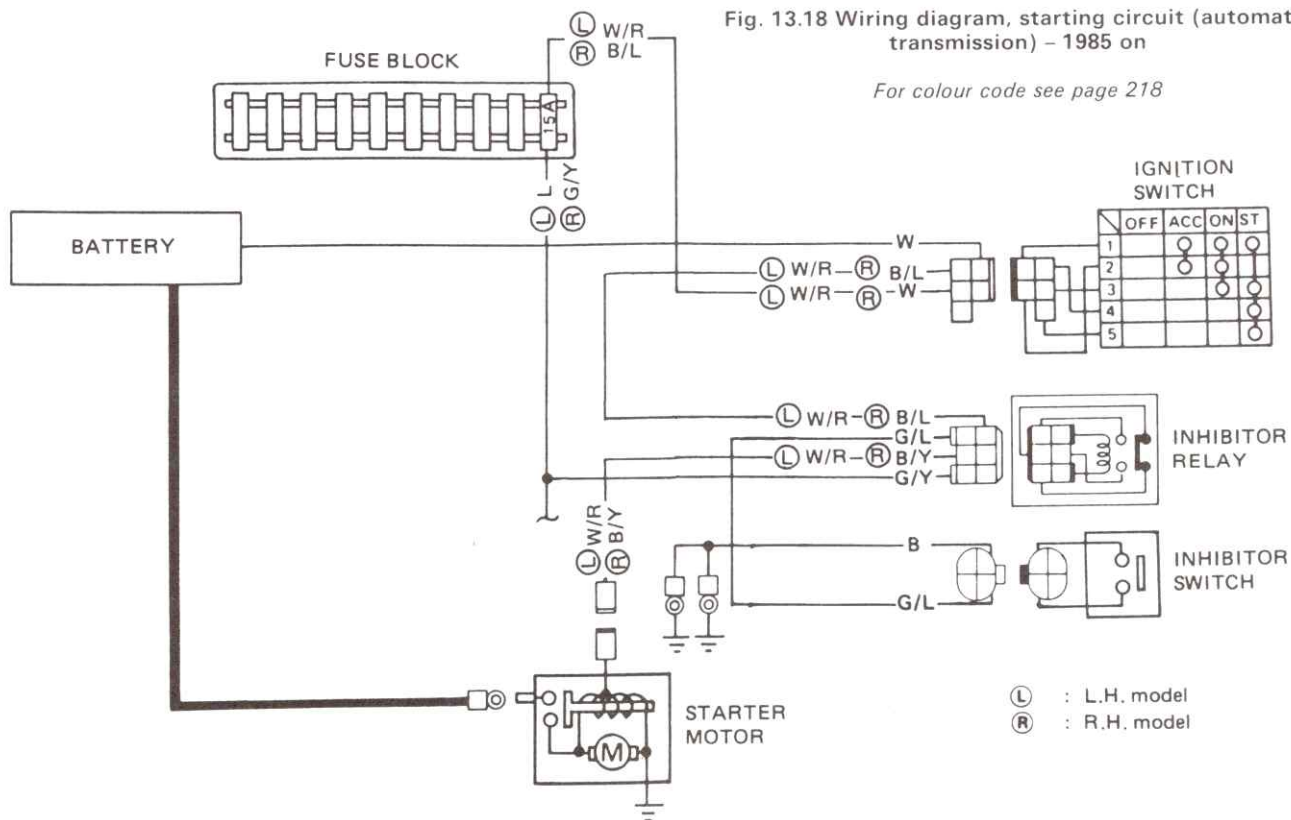 Fig. 13.18 Wiring diagram, starting circuit (automat
transmission) – 1985 on
For colour code see page 218
L W/R
R B/L
FUSE BLOCK
15A
L L
R G/Y
IGNITION
SWITCH
OFF ACC ON ST
1
2
3
4
5
BATTERY
W
L W/R R B/L
L W/R R W
L W/R R B/L
G/L
L W/R R B/Y
G/Y
INHIBITOR
RELAY
L W/R
R B/Y
B
G/L
INHIBITOR
SWITCH
M
STARTER
MOTOR
L : L.H. model
R : R.H. model